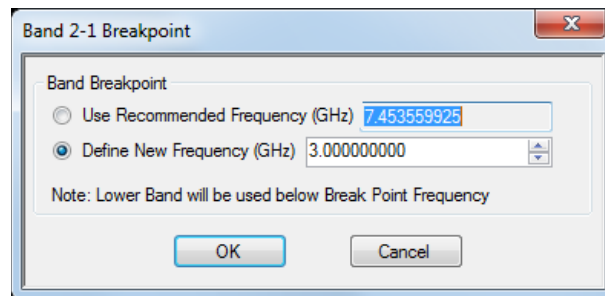 Band 2-1 Breakpoint
Band Breakpoint
Use Recommended Frequency (GHz) 7.453559925
Define New Frequency (GHz) 3.000000000
Note: Lower Band will be used below Break Point Frequency
OK Cancel